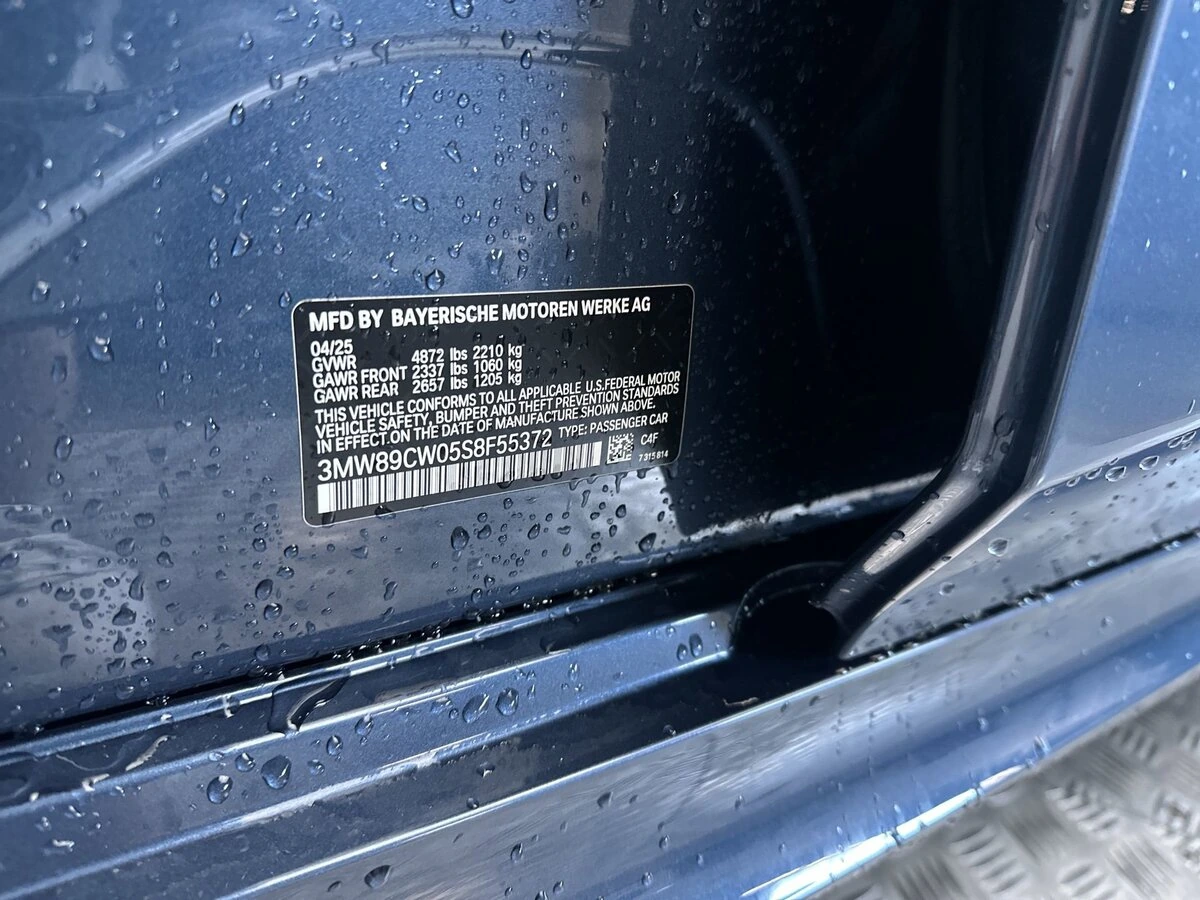 MFD BY BAYERISCHE MOTOREN WERKE AG
04/25
GVWR 4872 lbs 2210 kg
GAWR FRONT 2337 lbs 1060 kg
GAWR REAR 2657 lbs 1205 kg
THIS VEHICLE CONFORMS TO ALL APPLICABLE U.S.FEDERAL MOTOR
VEHICLE SAFETY, BUMPER AND THEFT PREVENTION STANDARDS
IN EFFECT ON THE DATE OF MANUFACTURE SHOWN ABOVE.
3MW89CW05S8F55372 TYPE: PASSENGER CAR
C4F
7 315 814